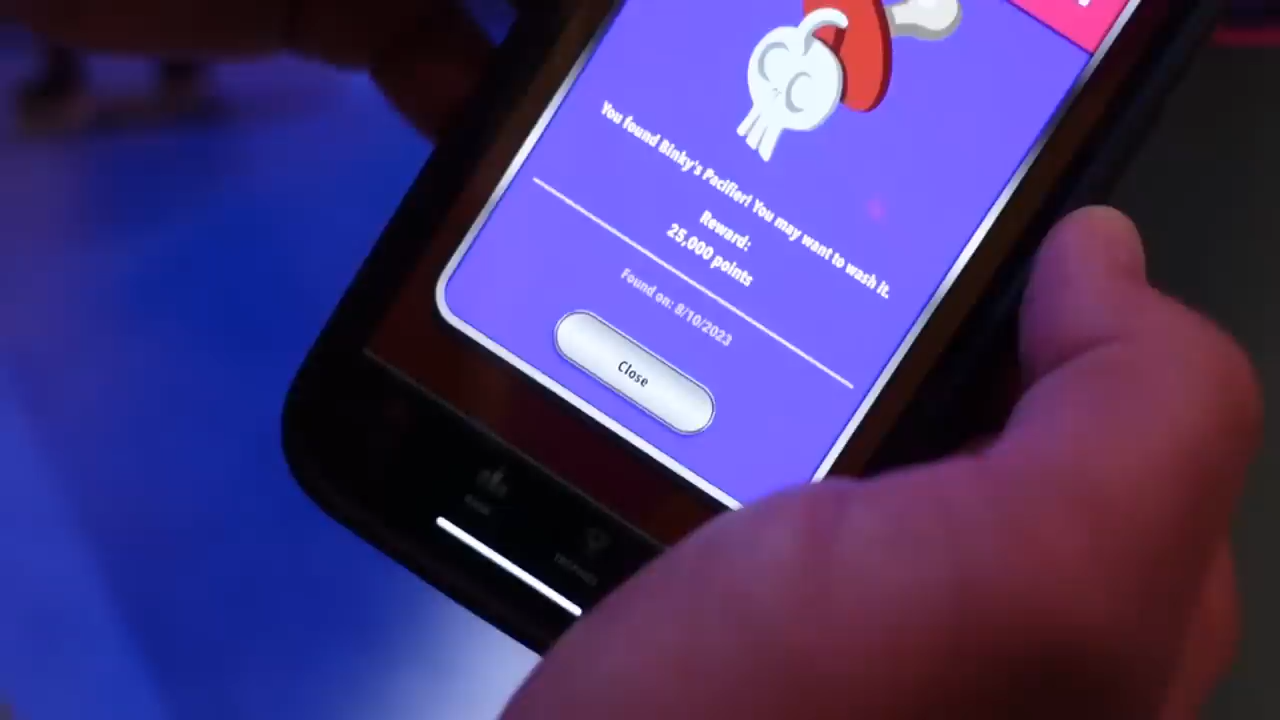 You found Binky's Pacifier! You may want to wash it.
Reward:
25,000 points
Found on: 8/10/2023
Close